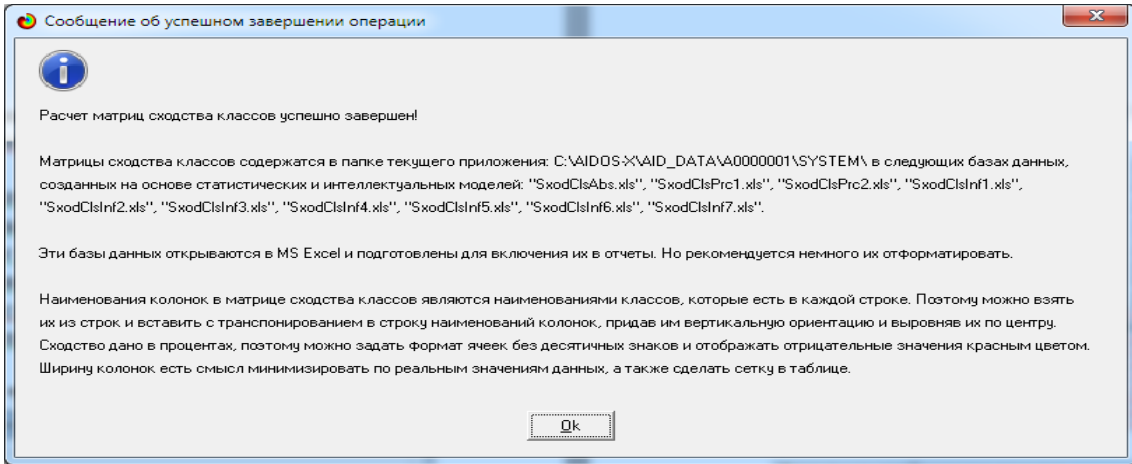 Сообщение об успешном завершении операции
Расчет матриц сходства классов успешно завершен!
Матрицы сходства классов содержатся в папке текущего приложения: C:\AIDOS-X\AID_DATA\A0000001\SYSTEM\ в следующих базах данных,
созданных на основе статистических и интеллектуальных моделей: "SxodClsAbs.xls", "SxodClsPrc1.xls", "SxodClsPrc2.xls", "SxodClsInf1.xls",
"SxodClsInf2.xls", "SxodClsInf3.xls", "SxodClsInf4.xls", "SxodClsInf5.xls", "SxodClsInf6.xls", "SxodClsInf7.xls".
Эти базы данных открываются в MS Excel и подготовлены для включения их в отчеты. Но рекомендуется немного их отформатировать.
Наименования колонок в матрице сходства классов являются наименованиями классов, которые есть в каждой строке. Поэтому можно взять
их из строк и вставить с транспонированием в строку наименований колонок, придав им вертикальную ориентацию и выровняв их по центру.
Сходство дано в процентах, поэтому можно задать формат ячеек без десятичных знаков и отображать отрицательные значения красным цветом.
Ширину колонок есть смысл минимизировать по реальным значениям данных, а также сделать сетку в таблице.
Ok